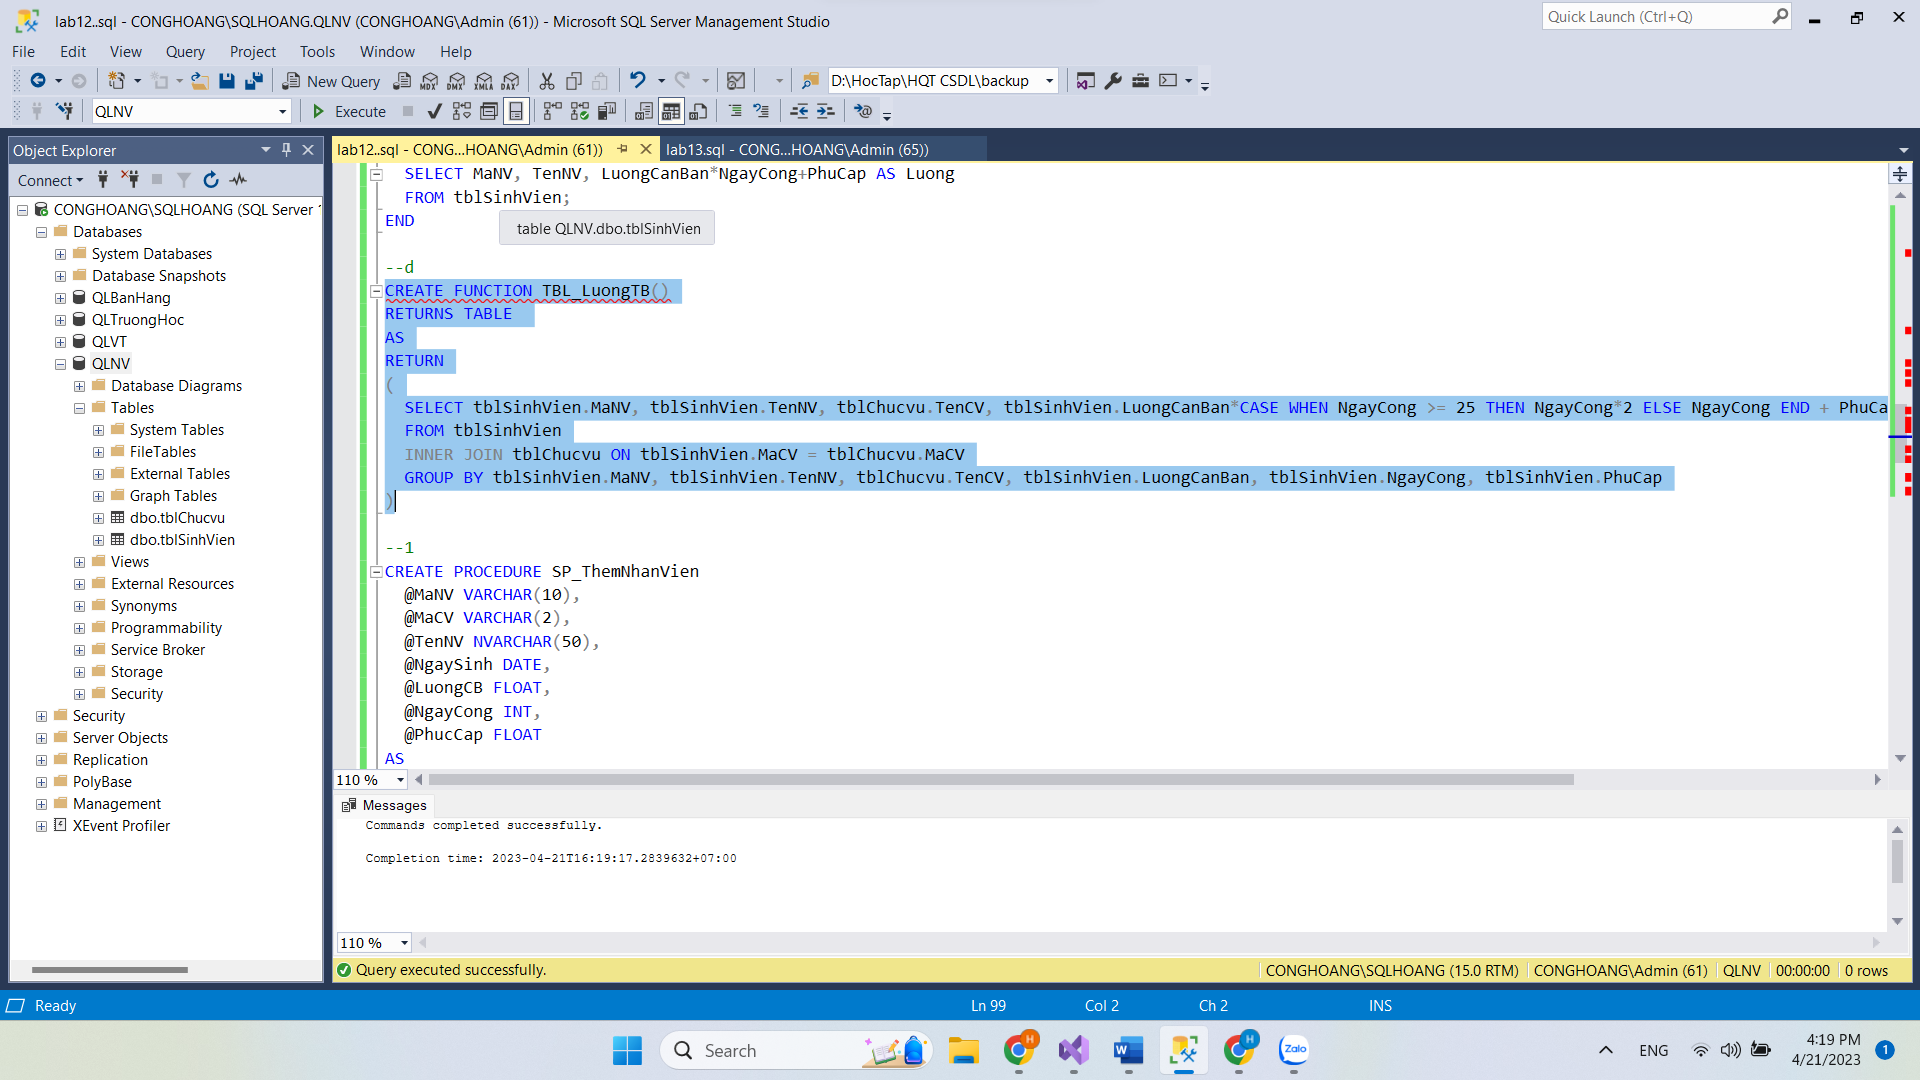 lab12..sql - CONGHOANG\SQLHOANG.QLNV (CONGHOANG\Admin (61)) - Microsoft SQL Server Management Studio
Quick Launch (Ctrl+Q)
File Edit View Query Project Tools Window Help
New Query
MDX DMX XMLA DAX
D:\HocTap\HQT CSDL\backup
QLNV
Execute
Object Explorer
lab12..sql - CONG...HOANG\Admin (61))
lab13.sql - CONG...HOANG\Admin (65))
Connect
CONGHOANG\SQLHOANG (SQL Server
Databases
System Databases
Database Snapshots
QLBanHang
QLTruongHoc
QLVT
QLNV
Database Diagrams
Tables
System Tables
FileTables
External Tables
Graph Tables
dbo.tblChucvu
dbo.tblSinhVien
Views
External Resources
Synonyms
Programmability
Service Broker
Storage
Security
Security
Server Objects
Replication
PolyBase
Management
XEvent Profiler
SELECT MaNV, TenNV, LuongCanBan*NgayCong+PhuCap AS Luong
FROM tblSinhVien;
END
table QLNV.dbo.tblSinhVien
--d
CREATE FUNCTION TBL_LuongTB()
RETURNS TABLE
AS
RETURN
(
SELECT tblSinhVien.MaNV, tblSinhVien.TenNV, tblChucvu.TenCV, tblSinhVien.LuongCanBan*CASE WHEN NgayCong >= 25 THEN NgayCong*2 ELSE NgayCong END + PhuCa
FROM tblSinhVien
INNER JOIN tblChucvu ON tblSinhVien.MaCV = tblChucvu.MaCV
GROUP BY tblSinhVien.MaNV, tblSinhVien.TenNV, tblChucvu.TenCV, tblSinhVien.LuongCanBan, tblSinhVien.NgayCong, tblSinhVien.PhuCap
)
--1
CREATE PROCEDURE SP_ThemNhanVien
@MaNV VARCHAR(10),
@MaCV VARCHAR(2),
@TenNV NVARCHAR(50),
@NgaySinh DATE,
@LuongCB FLOAT,
@NgayCong INT,
@PhucCap FLOAT
AS
110 %
Messages
Commands completed successfully.
Completion time: 2023-04-21T16:19:17.2839632+07:00
110 %
Query executed successfully.
CONGHOANG\SQLHOANG (15.0 RTM) CONGHOANG\Admin (61) QLNV 00:00:00 0 rows
Ready
Ln 99 Col 2 Ch 2 INS
Search
H
W
H
Zalo
ENG
4:19 PM
4/21/2023
1